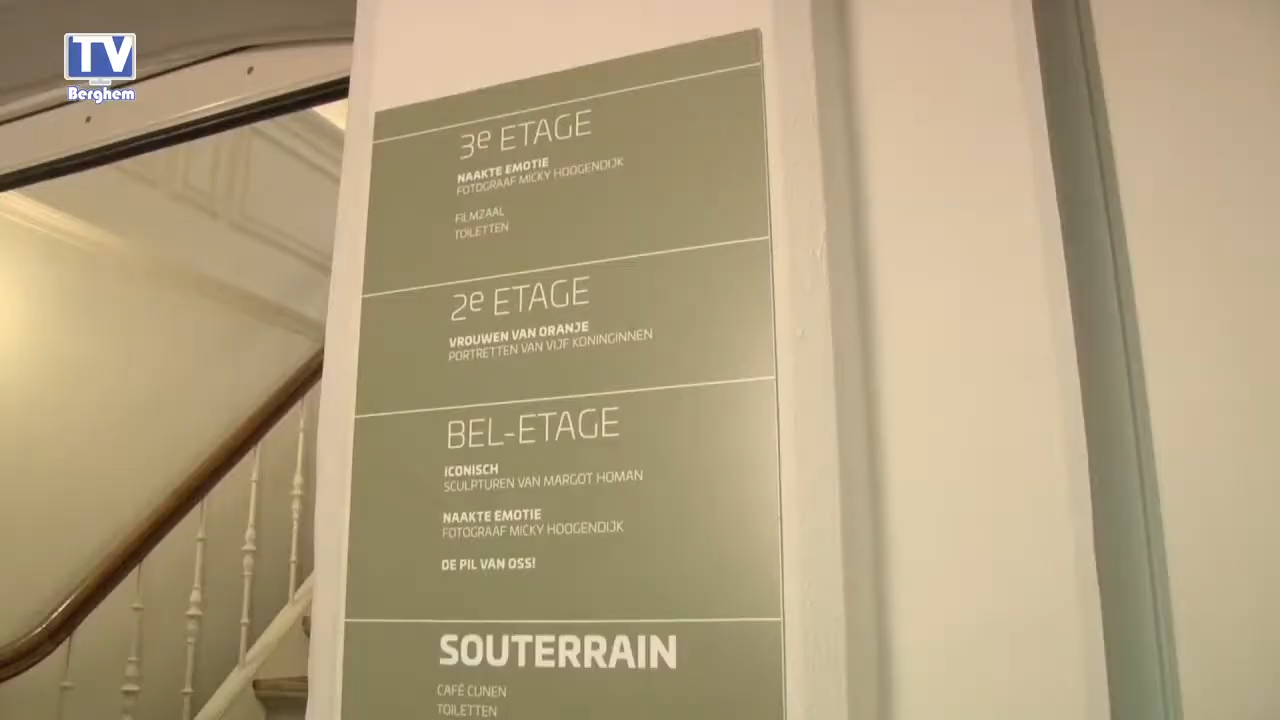 TV
Berghem
3e ETAGE
NAAKTE EMOTIE
FOTOGRAAF MICKY HOOGENDIJK
FILMZAAL
TOILETTEN
2e ETAGE
VROUWEN VAN ORANJE
PORTRETTEN VAN VIJF KONINGINNEN
BEL-ETAGE
ICONISCH
SCULPTUREN VAN MARGOT HOMAN
NAAKTE EMOTIE
FOTOGRAAF MICKY HOOGENDIJK
DE PIL VAN OSS!
SOUTERRAIN
CAFÉ CUNEN
TOILETTEN